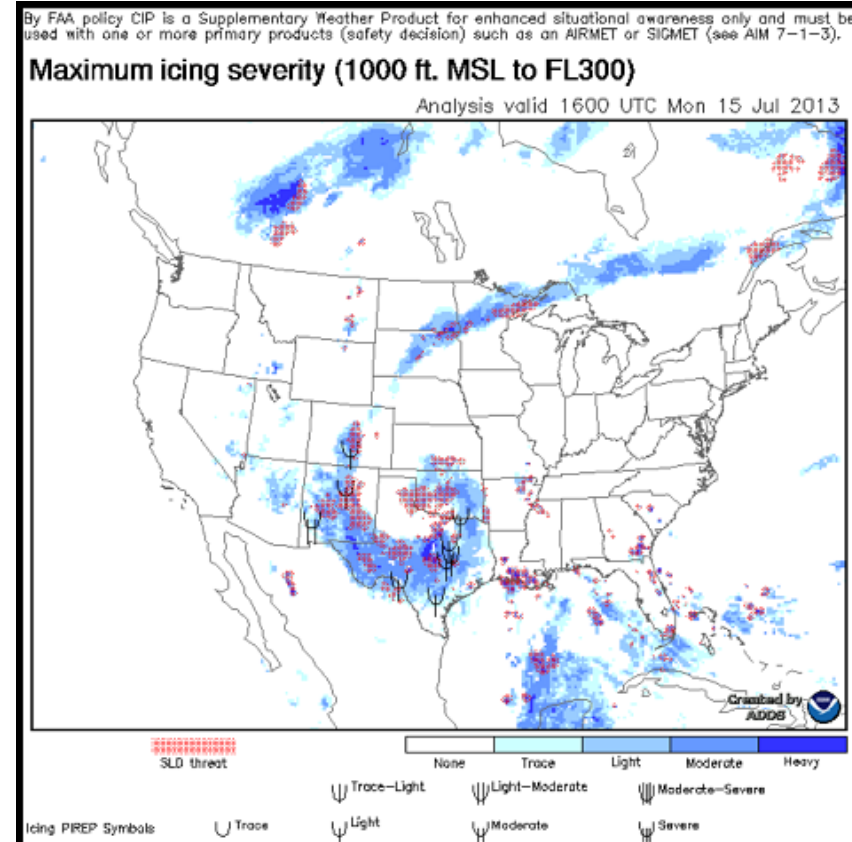 By FAA policy CIP is a Supplementary Weather Product for enhanced situational awareness only and must be
used with one or more primary products (safety decision) such as an AIRMET or SIGMET (see AIM 7-1-3).
Maximum icing severity (1000 ft. MSL to FL300)
Analysis valid 1600 UTC Mon 15 Jul 2013
Created by
ADDS
SLD threat
None Trace Light Moderate Heavy
Trace-Light Light-Moderate Moderate-Severe
Icing PIREP Symbols Trace Light Moderate Severe